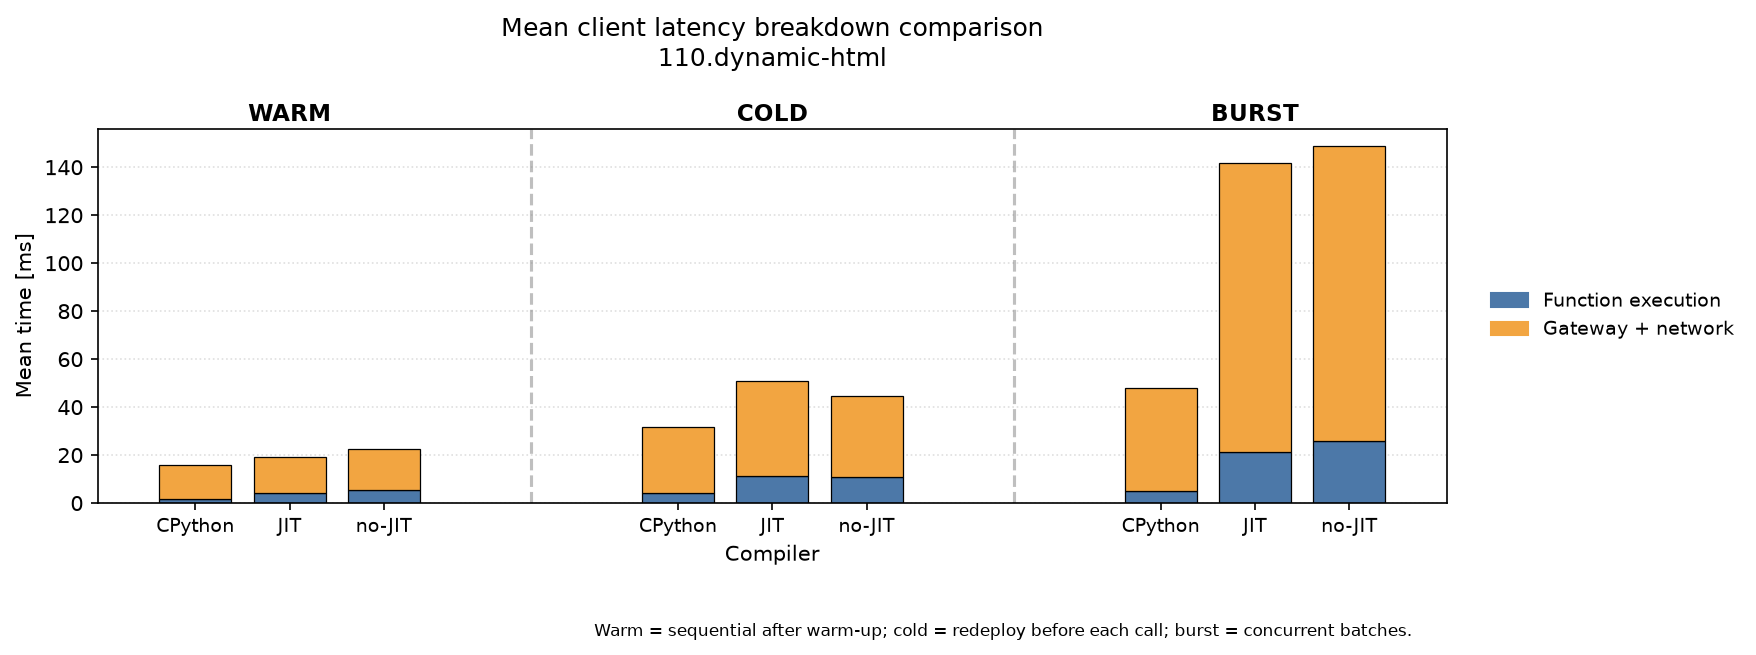 Mean client latency breakdown comparison
110.dynamic-html
WARM
COLD
BURST
Mean time [ms]
140
120
100
80
60
40
20
0
CPython
JIT
no-JIT
CPython
JIT
no-JIT
CPython
JIT
no-JIT
Compiler
Function execution
Gateway + network
Warm = sequential after warm-up; cold = redeploy before each call; burst = concurrent batches.